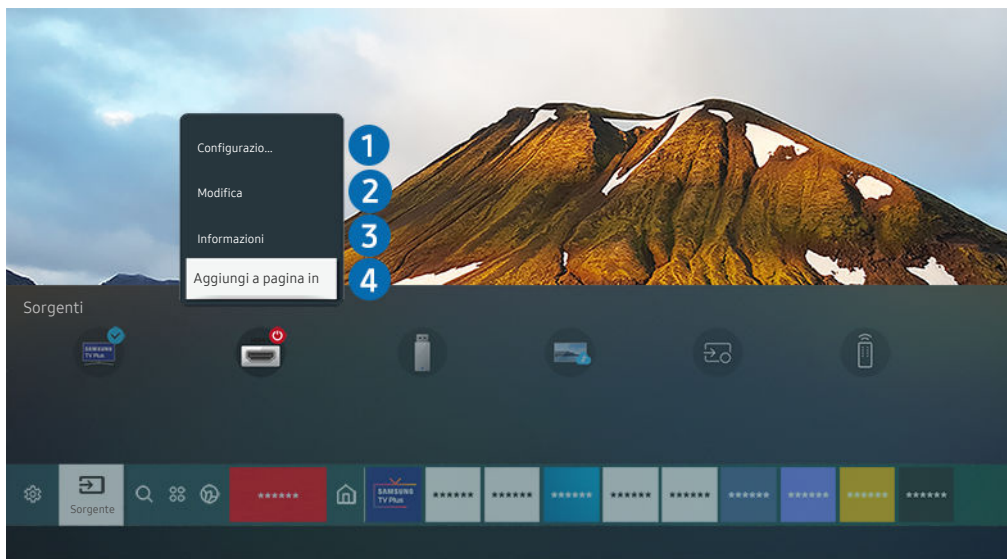 Configurazio...
1
Modifica
2
Informazioni
3
Aggiungi a pagina in
4
Sorgenti
SAMSUNG
TV Plus
Sorgente
******
SAMSUNG
TV Plus
******
******
******
******
******
******
******
******
******